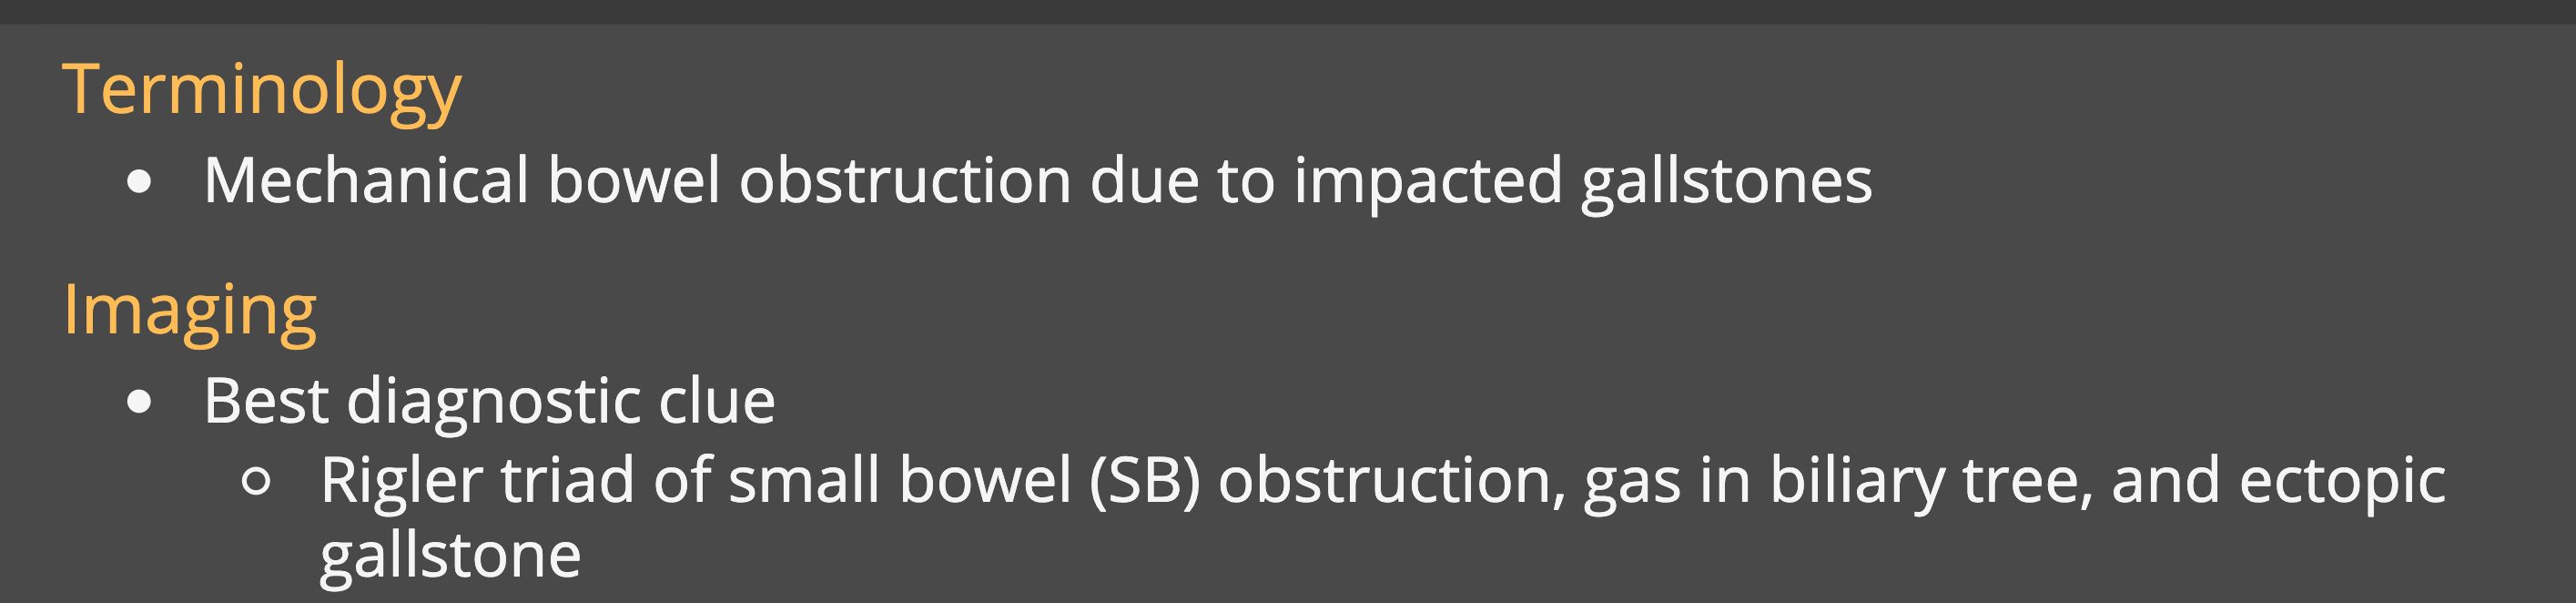 Terminology
• Mechanical bowel obstruction due to impacted gallstones
Imaging
• Best diagnostic clue
○ Rigler triad of small bowel (SB) obstruction, gas in biliary tree, and ectopic
gallstone